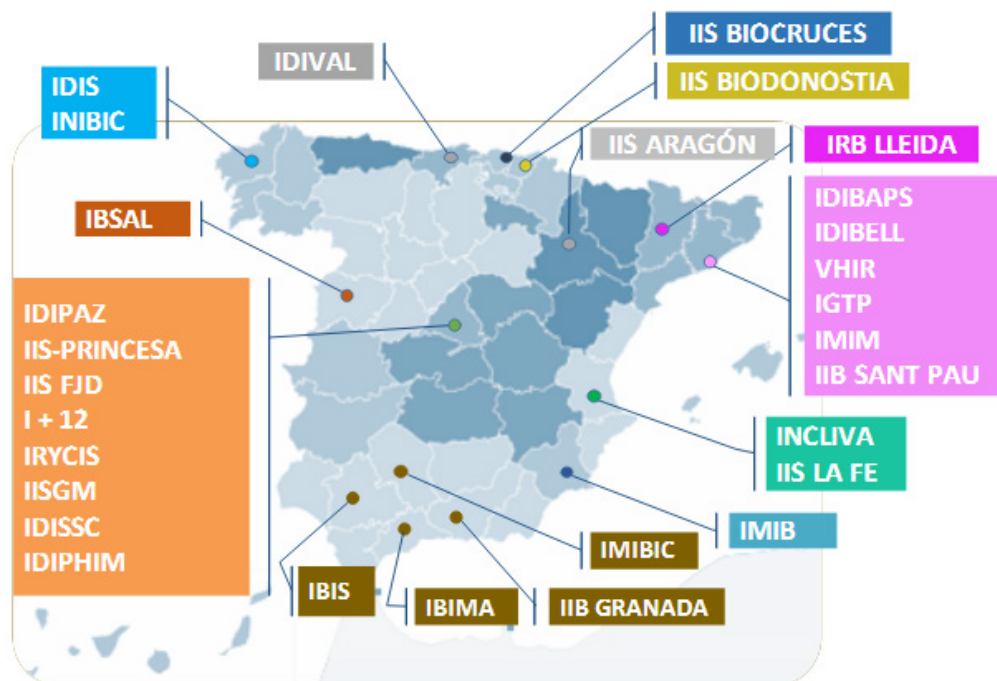 IIS BIOCRUCES
IDIVAL
IIS BIODONOSTIA
IDIS
INIBIC
IIS ARAGÓN
IRB LLEIDA
IBSAL
IDIBAPS
IDIBELL
VHIR
IGTP
IMIM
IIB SANT PAU
IDIPAZ
IIS-PRINCESA
IIS FJD
I + 12
IRYCIS
IISGM
IDISSC
IDIPHIM
INCLIVA
IIS LA FE
IMIB
IMIBIC
IBIS
IBIMA
IIB GRANADA